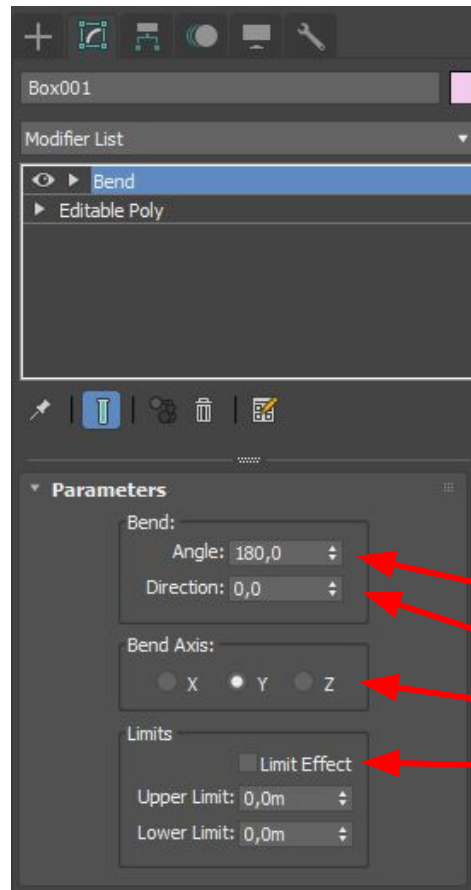 Box001
Modifier List
Bend
Editable Poly
Parameters
Bend:
Angle: 180,0
Direction: 0,0
Bend Axis:
X Y Z
Limits
Limit Effect
Upper Limit: 0,0m
Lower Limit: 0,0m